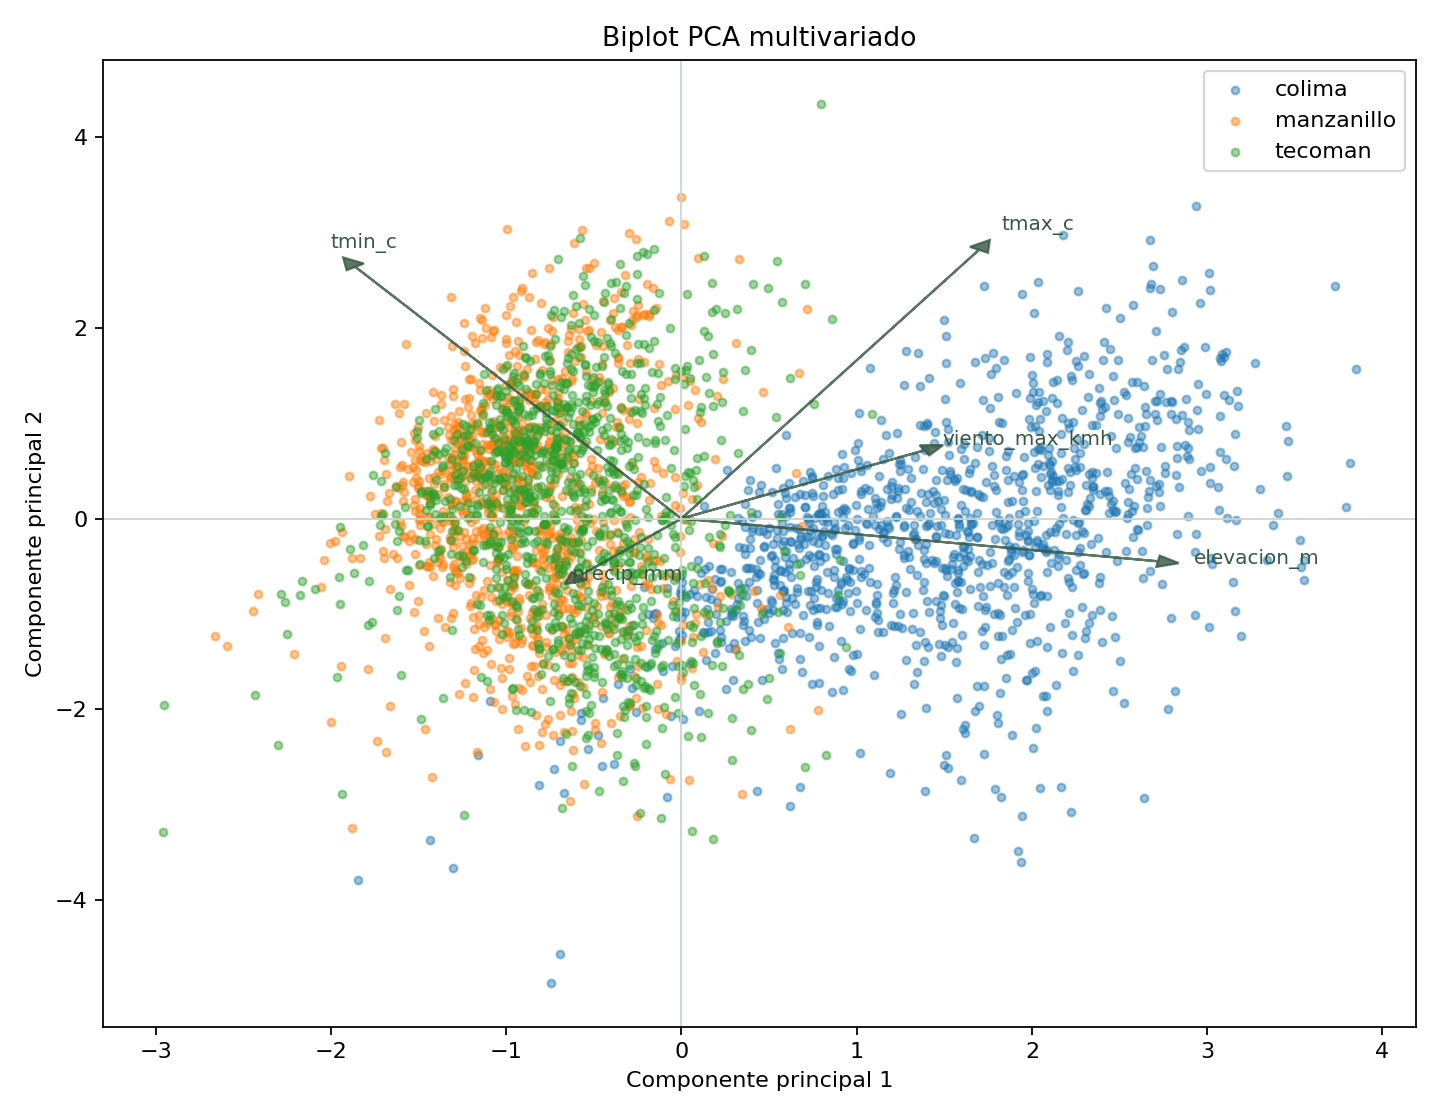 Biplot PCA multivariado
colima
manzanillo
tecoman
tmin_c
tmax_c
viento_max_kmh
elevacion_m
precip_mm
Componente principal 2
4
2
0
−2
−4
−3
−2
−1
0
1
2
3
4
Componente principal 1